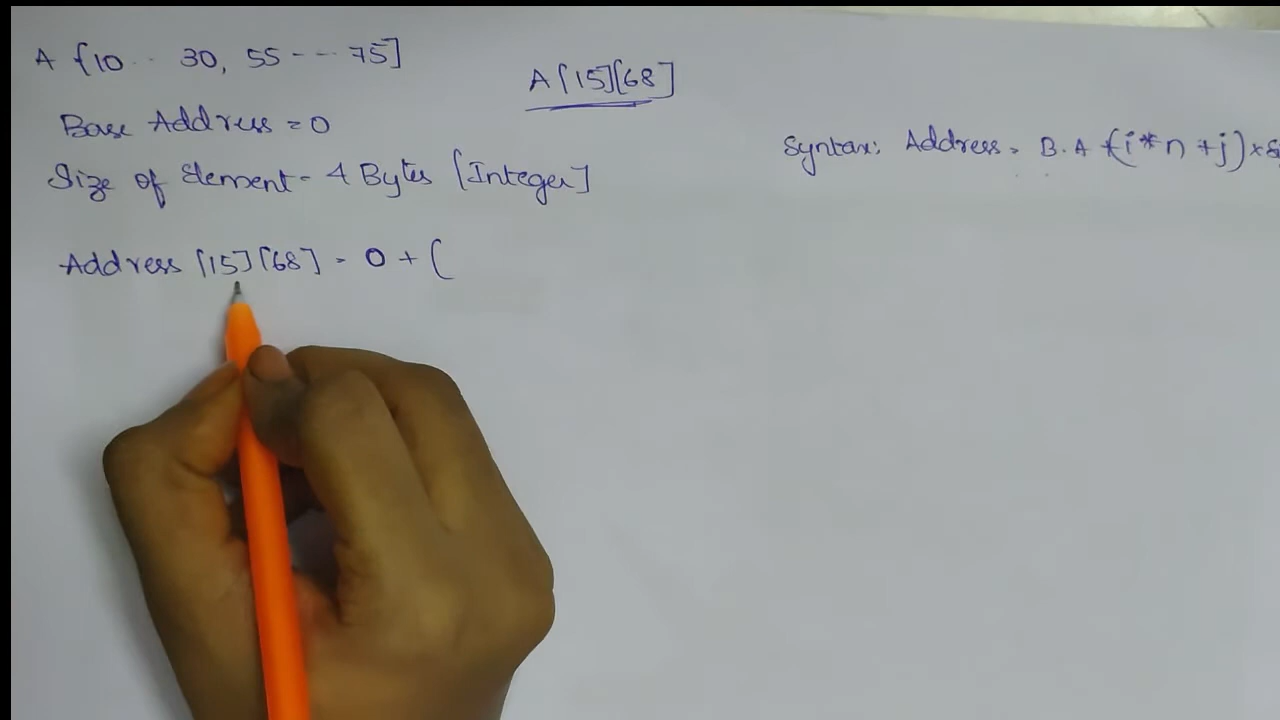 A {10 .. 30, 55 --- 75]
A[15][68]
Base Address = 0
Syntax: Address = B.A + (i*n +j) ×
Size of Element - 4 Bytes [Integer]
Address [15][68] = 0 + (